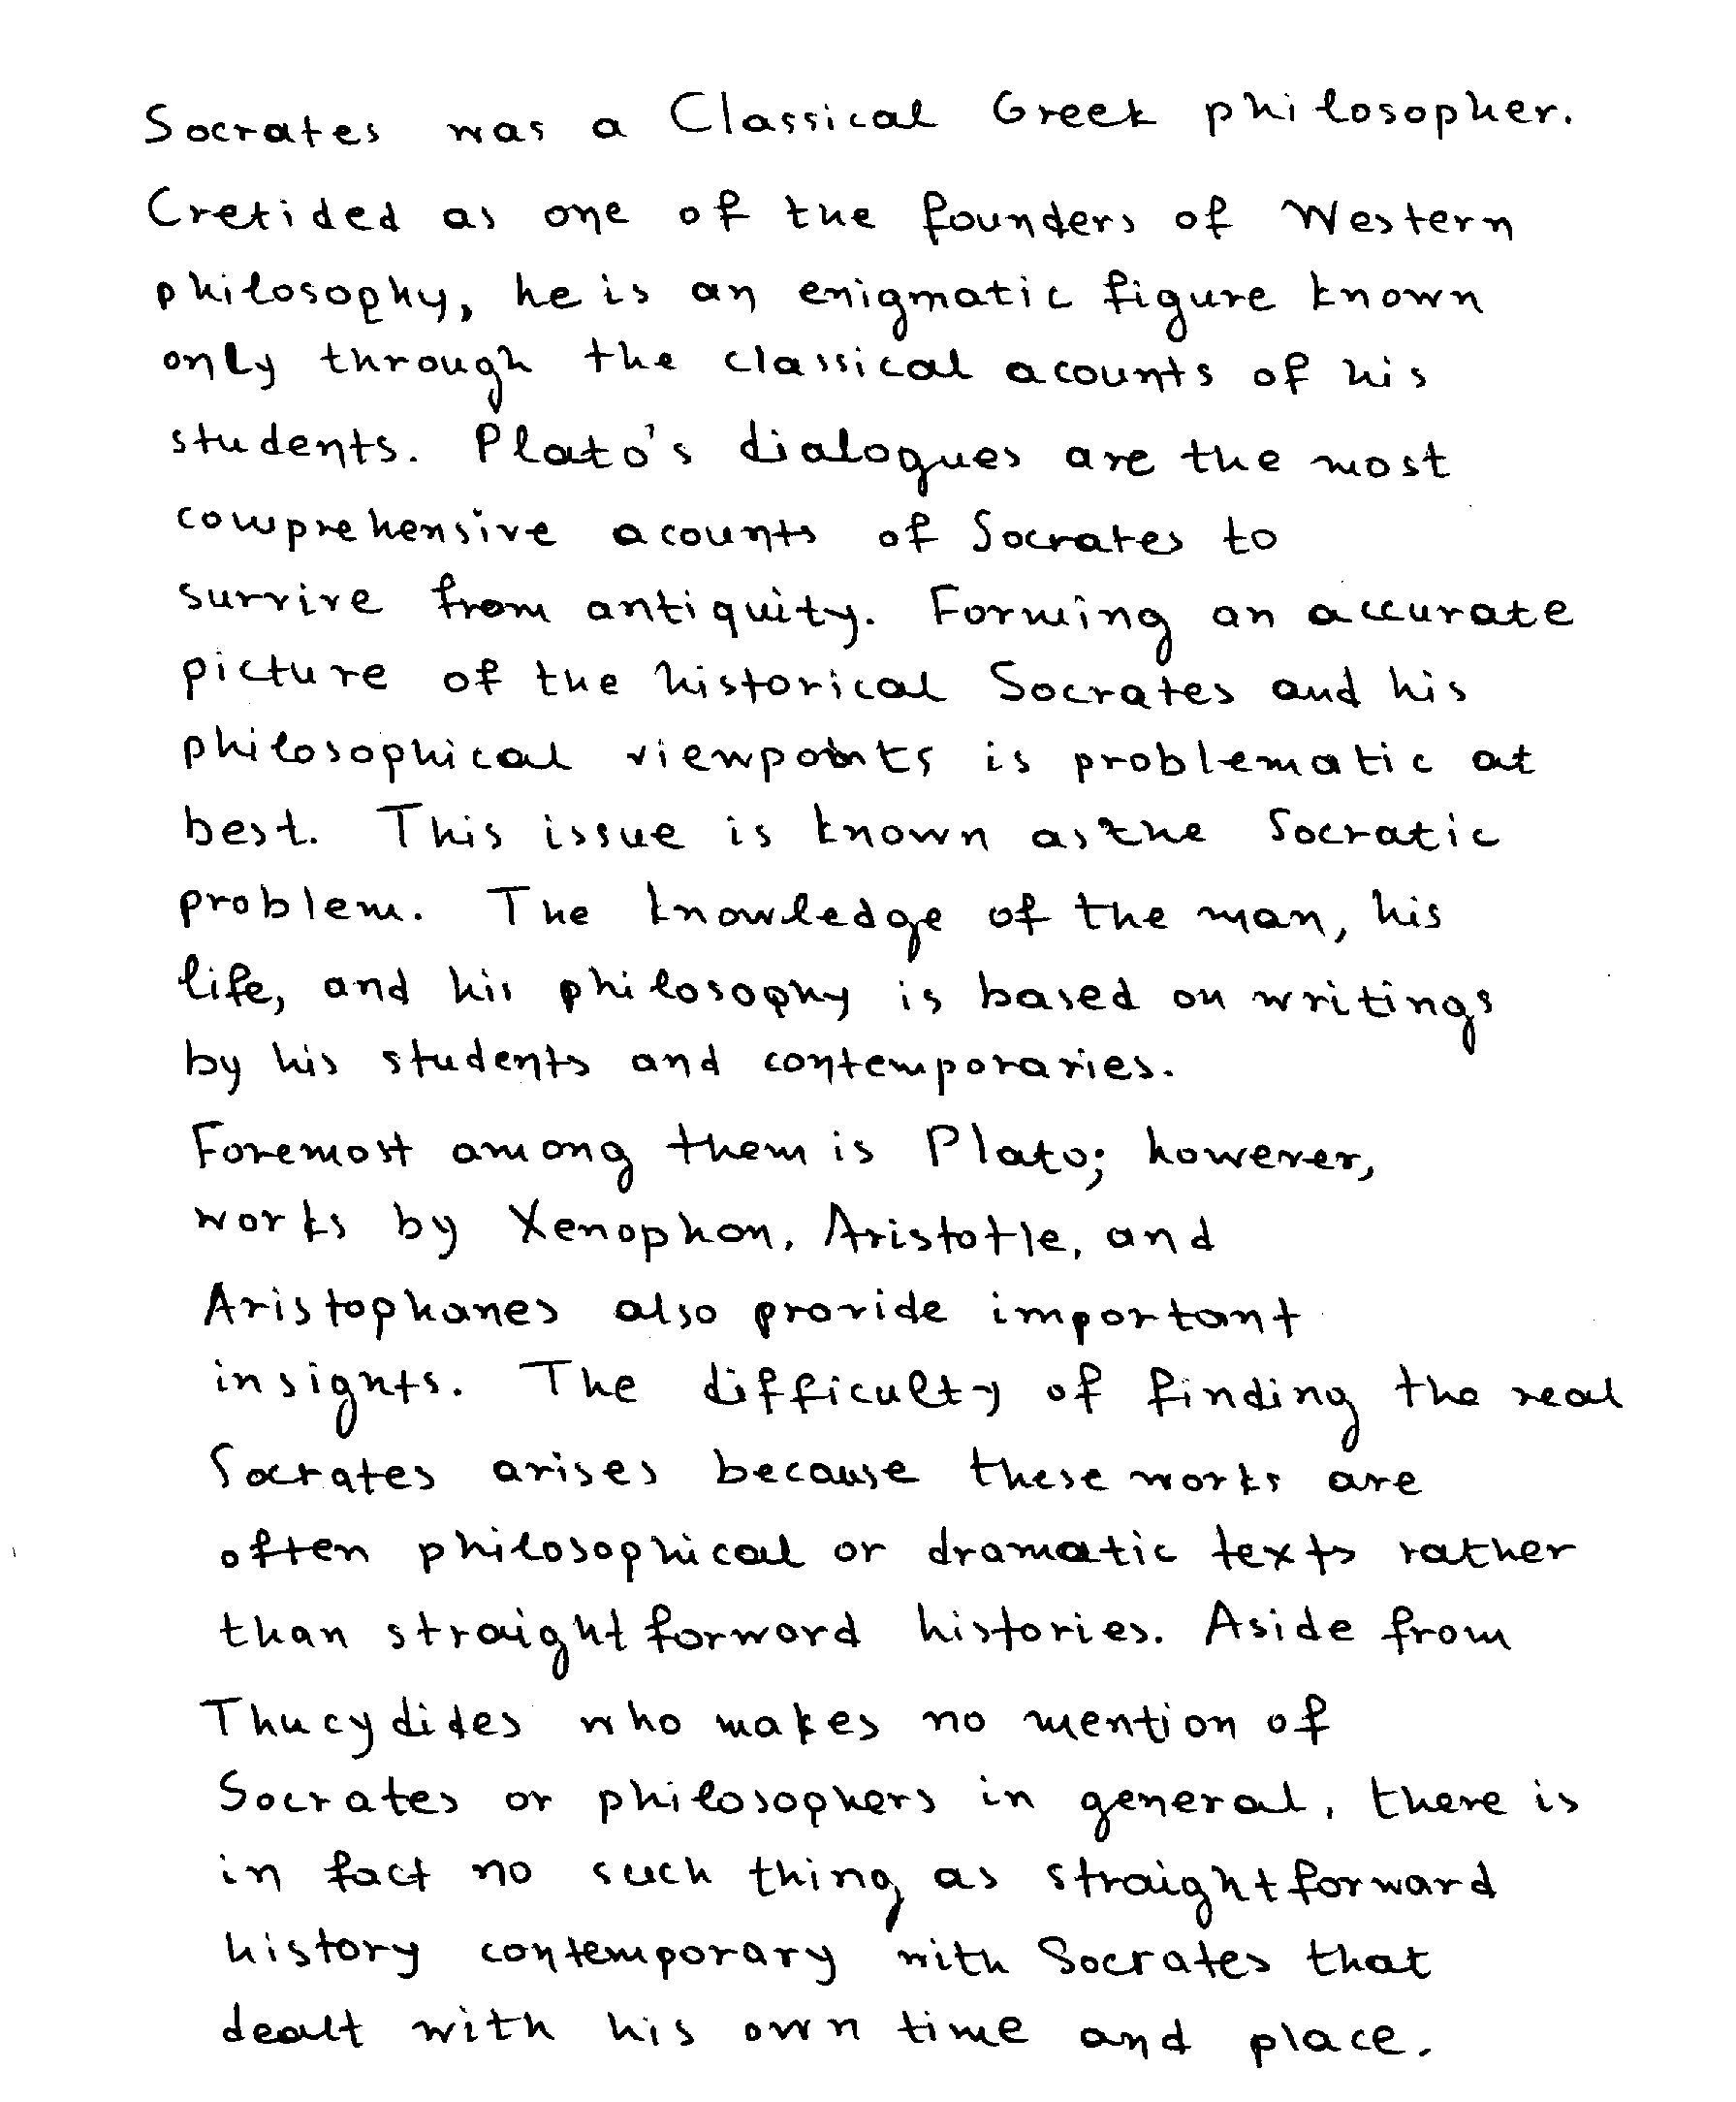 Socrates was a Classical Greek philosopher.
Cretided as one of the founders of Western
philosophy, he is an enigmatic figure known
only through the classical acounts of his
students. Plato's dialogues are the most
comprehensive acounts of Socrates to
survive from antiquity. Forming an accurate
picture of the historical Socrates and his
philosophical viewpoints is problematic at
best. This issue is known as the Socratic
problem. The knowledge of the man, his
life, and his philosophy is based on writings
by his students and contemporaries.
Foremost among them is Plato; however,
works by Xenophon, Aristotle, and
Aristophanes also provide important
insights. The difficulty of finding the real
Socrates arises because these works are
often philosophical or dramatic texts rather
than straightforword histories. Aside from
Thucydides who makes no mention of
Socrates or philosophers in general, there is
in fact no such thing as straightforward
history contemporary with Socrates that
dealt with his own time and place.